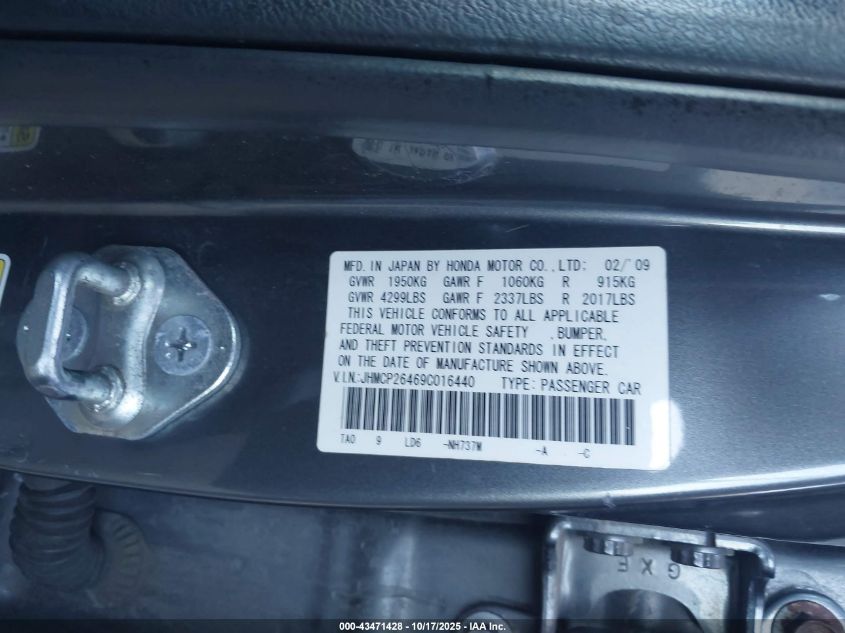 MFD. IN JAPAN BY HONDA MOTOR CO., LTD: 02/'09
GVWR 1950KG GAWR F 1060KG R 915KG
GVWR 4299LBS GAWR F 2337LBS R 2017LBS
THIS VEHICLE CONFORMS TO ALL APPLICABLE
FEDERAL MOTOR VEHICLE SAFETY , BUMPER,
AND THEFT PREVENTION STANDARDS IN EFFECT
ON THE DATE OF MANUFACTURE SHOWN ABOVE.
V.I.N.:JHMCP26469C016440 TYPE: PASSENGER CAR
TA0 9 LD6 -NH737M -A -C
G X F
000-43471428 - 10/17/2025 - IAA Inc.